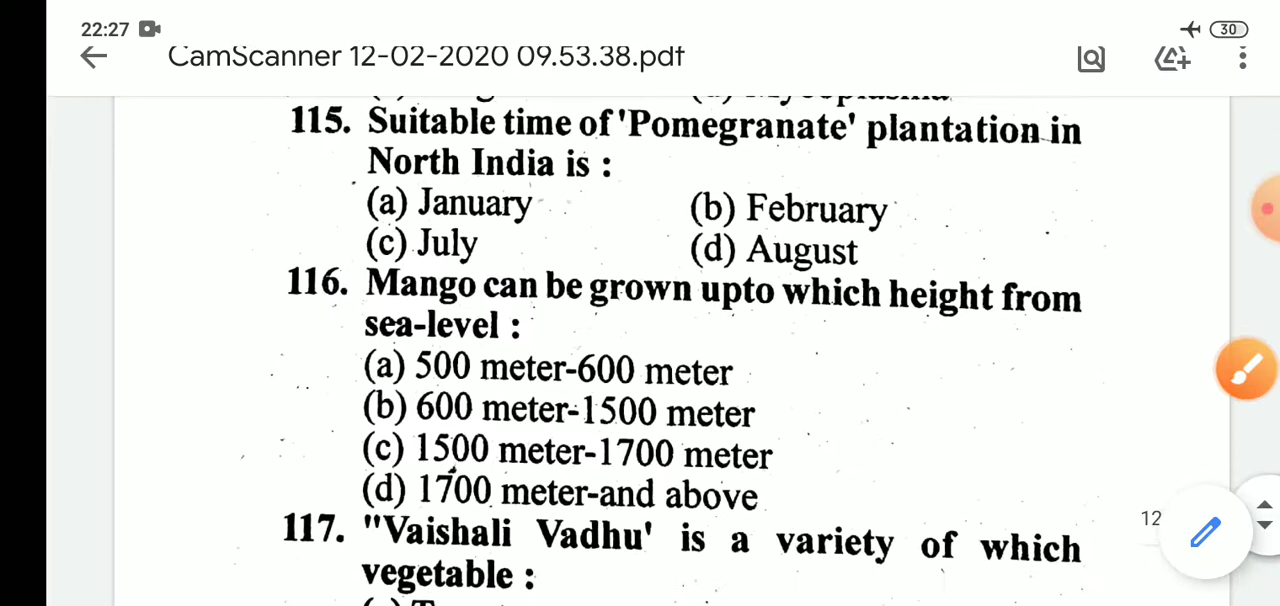 22:27
30
CamScanner 12-02-2020 09.53.38.pdf
115. Suitable time of 'Pomegranate' plantation in
North India is :
(a) January (b) February
(c) July (d) August
116. Mango can be grown upto which height from
sea-level :
(a) 500 meter-600 meter
(b) 600 meter-1500 meter
(c) 1500 meter-1700 meter
(d) 1700 meter-and above
117. "Vaishali Vadhu' is a variety of which
vegetable :
12